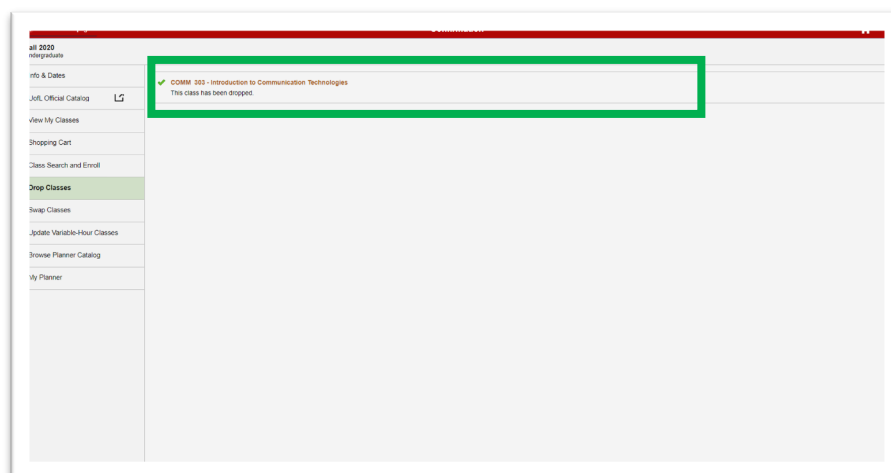 all 2020
ndergraduate
nfo & Dates
UofL Official Catalog
View My Classes
Shopping Cart
Class Search and Enroll
Drop Classes
Swap Classes
Update Variable-Hour Classes
Browse Planner Catalog
My Planner
COMM 303 - Introduction to Communication Technologies
This class has been dropped.